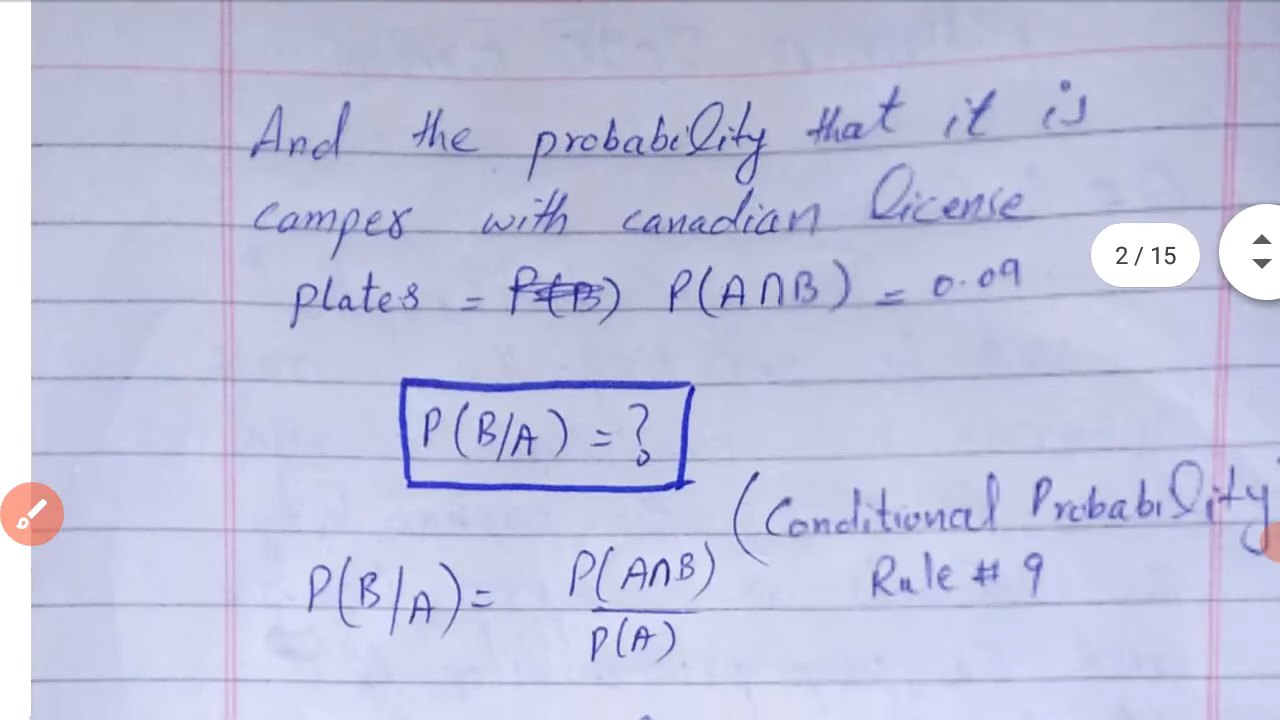 And the probability that it is
camper with canadian license
plates = P(B) P(A∩B) = 0.09
2 / 15
P(B/A) = ?
(Conditional Probability
Rule # 9
P(B/A) = P(A∩B)
P(A)